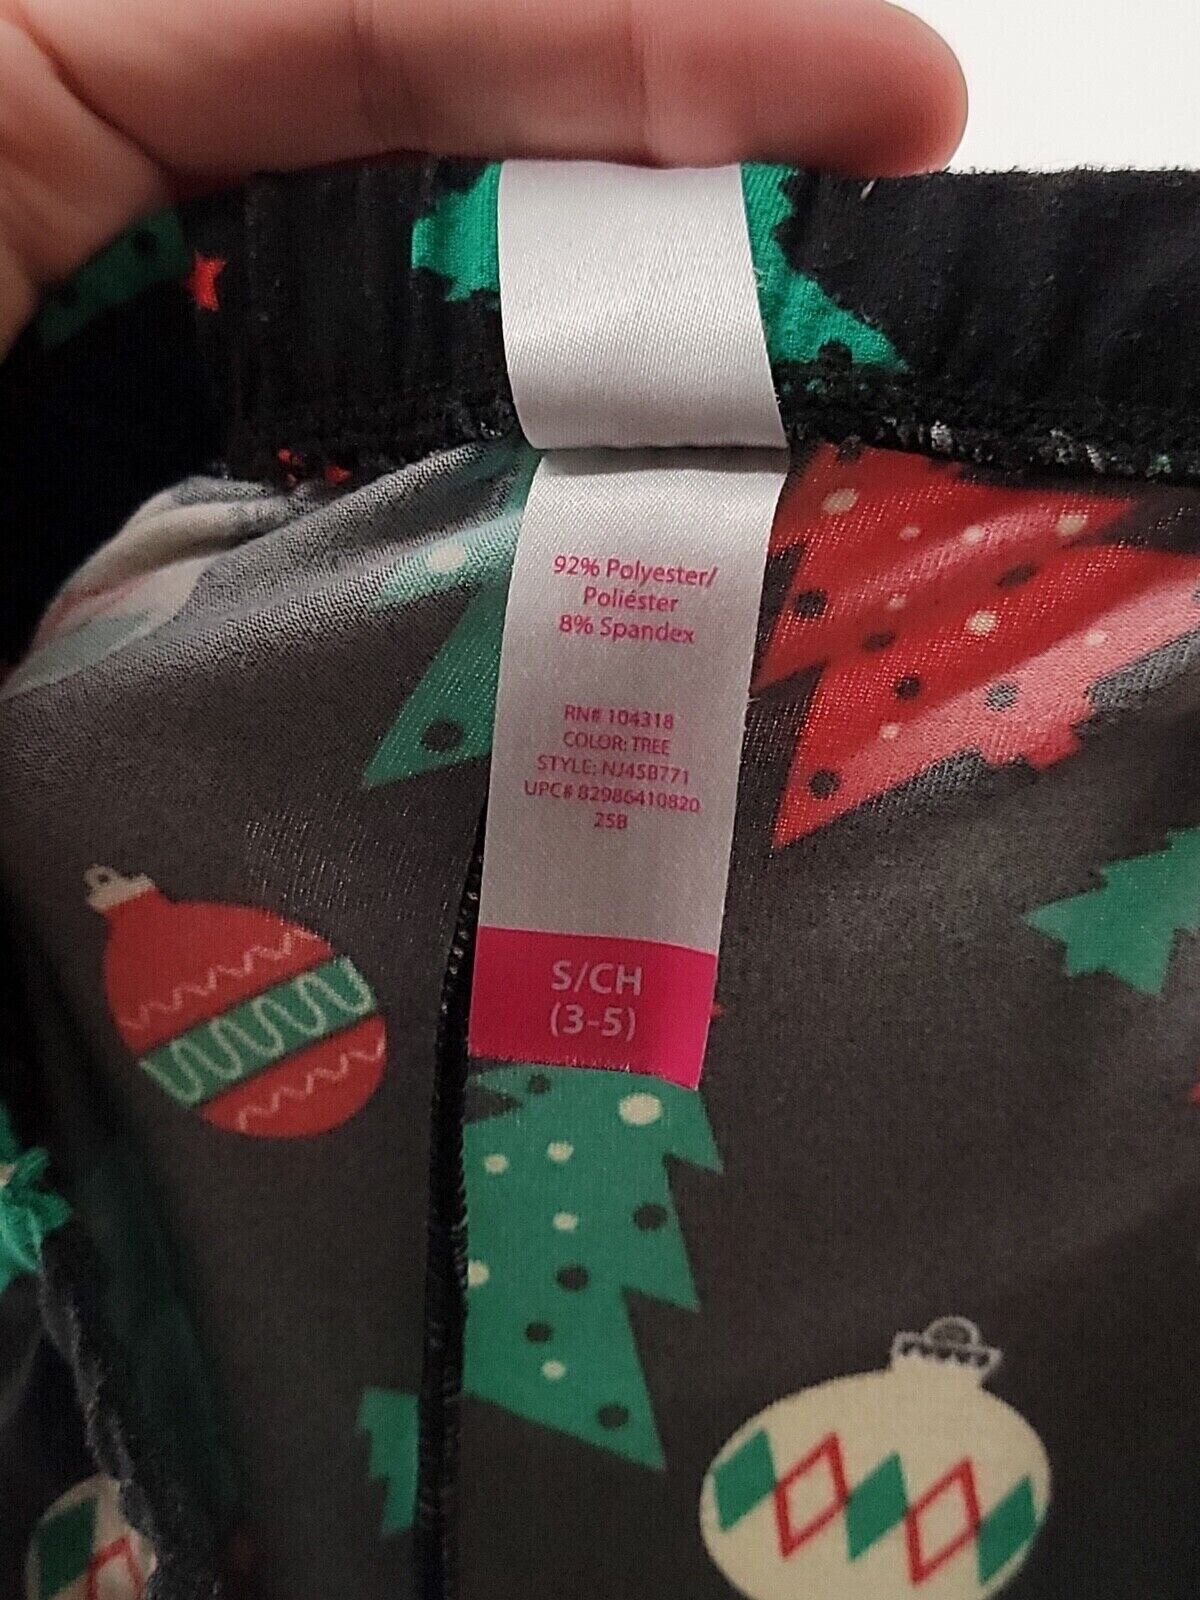 92% Polyester/
Poliéster
8% Spandex
RN# 104318
COLOR: TREE
STYLE: NJ45B771
UPC# 82986410820
25B
S/CH
(3-5)